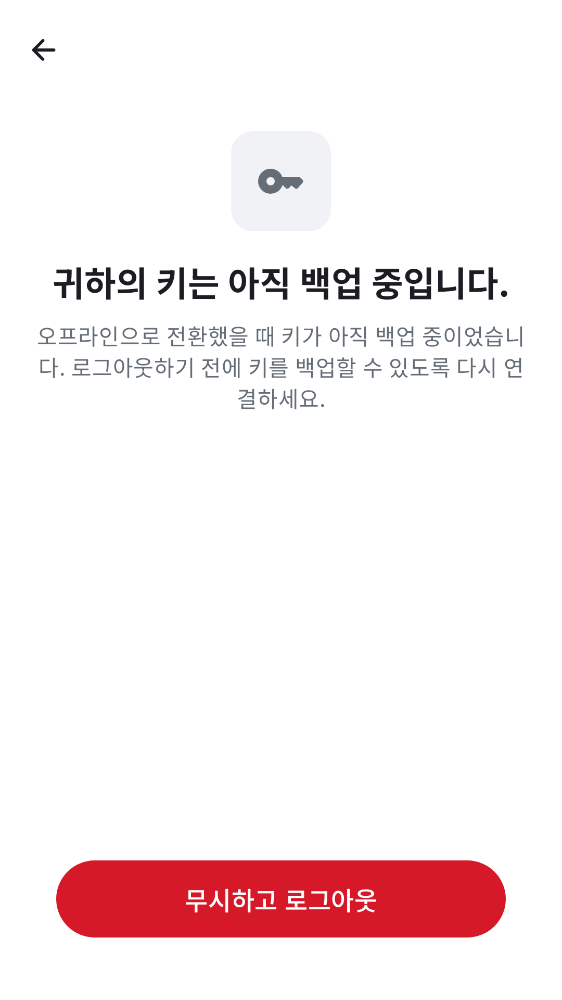 귀하의 키는 아직 백업 중입니다.
오프라인으로 전환했을 때 키가 아직 백업 중이었습니
다. 로그아웃하기 전에 키를 백업할 수 있도록 다시 연
결하세요.
무시하고 로그아웃